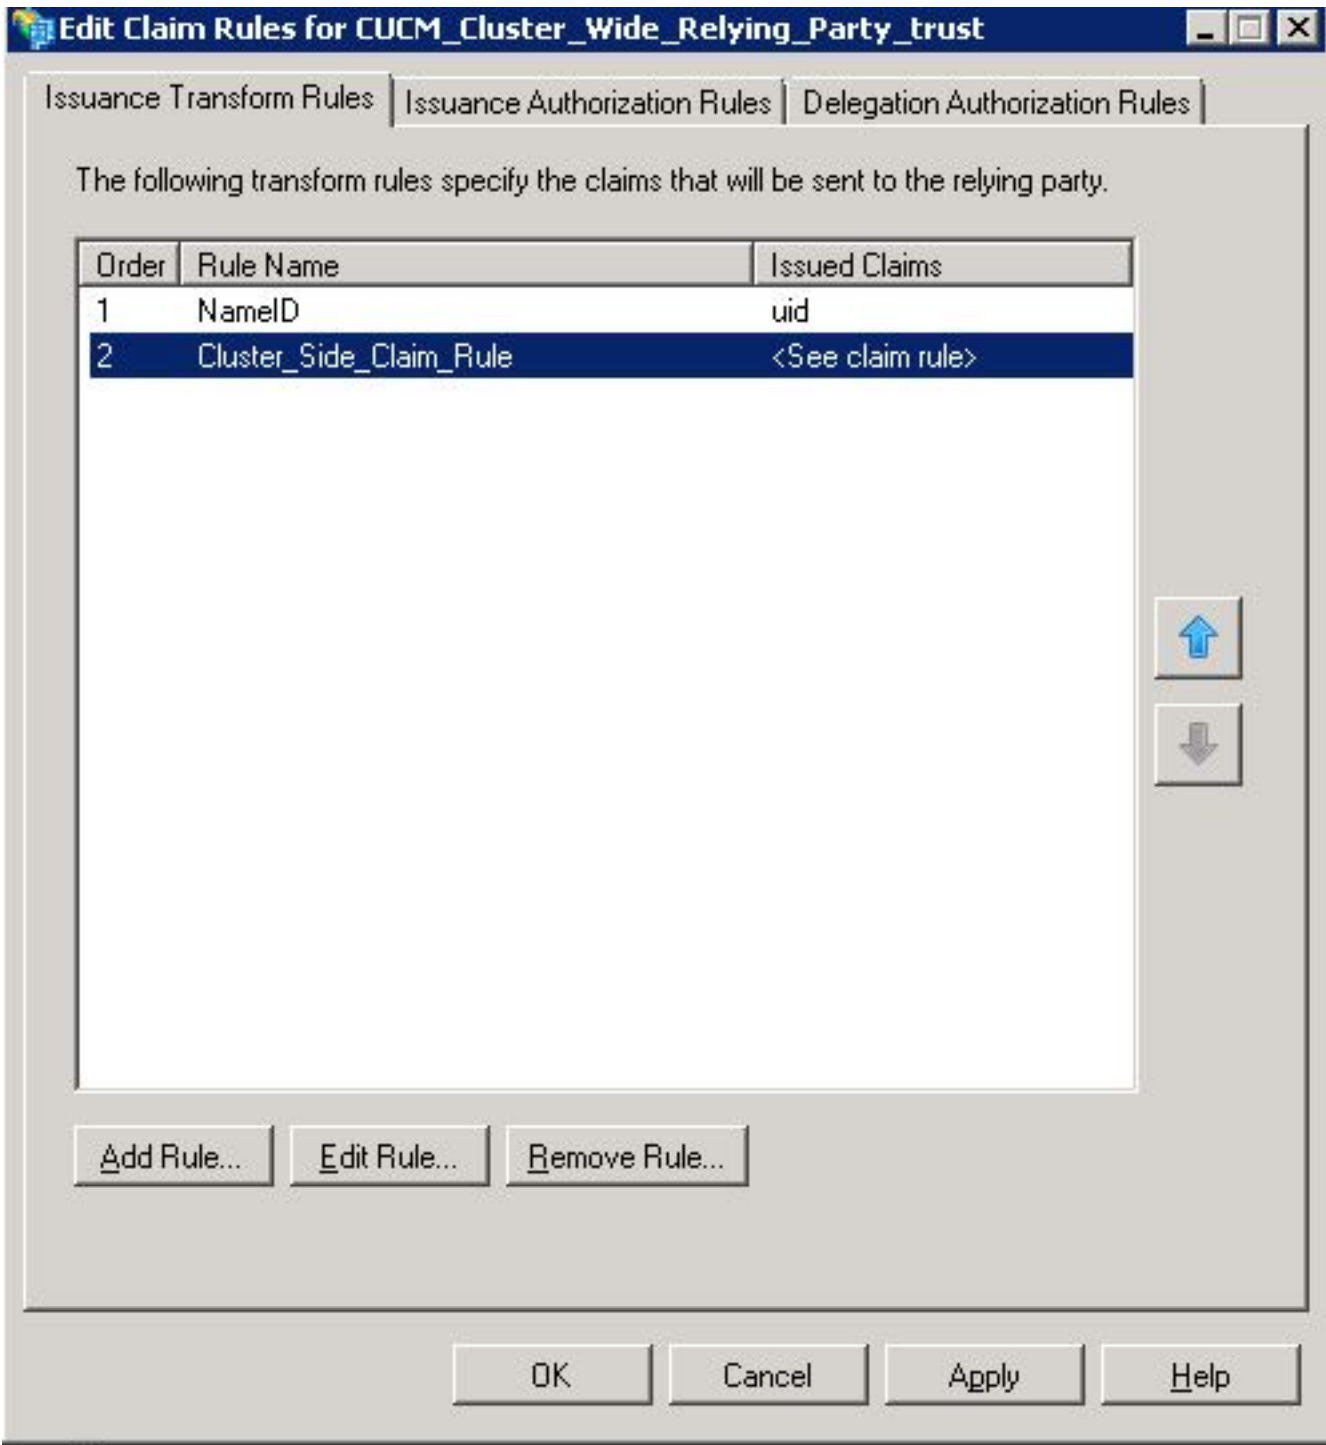 Edit Claim Rules for CUCM_Cluster_Wide_Relying_Party_trust
Issuance Transform Rules Issuance Authorization Rules Delegation Authorization Rules
The following transform rules specify the claims that will be sent to the relying party.
Order Rule Name Issued Claims
1 NameID uid
2 Cluster_Side_Claim_Rule <See claim rule>
Add Rule... Edit Rule... Remove Rule...
OK Cancel Apply Help